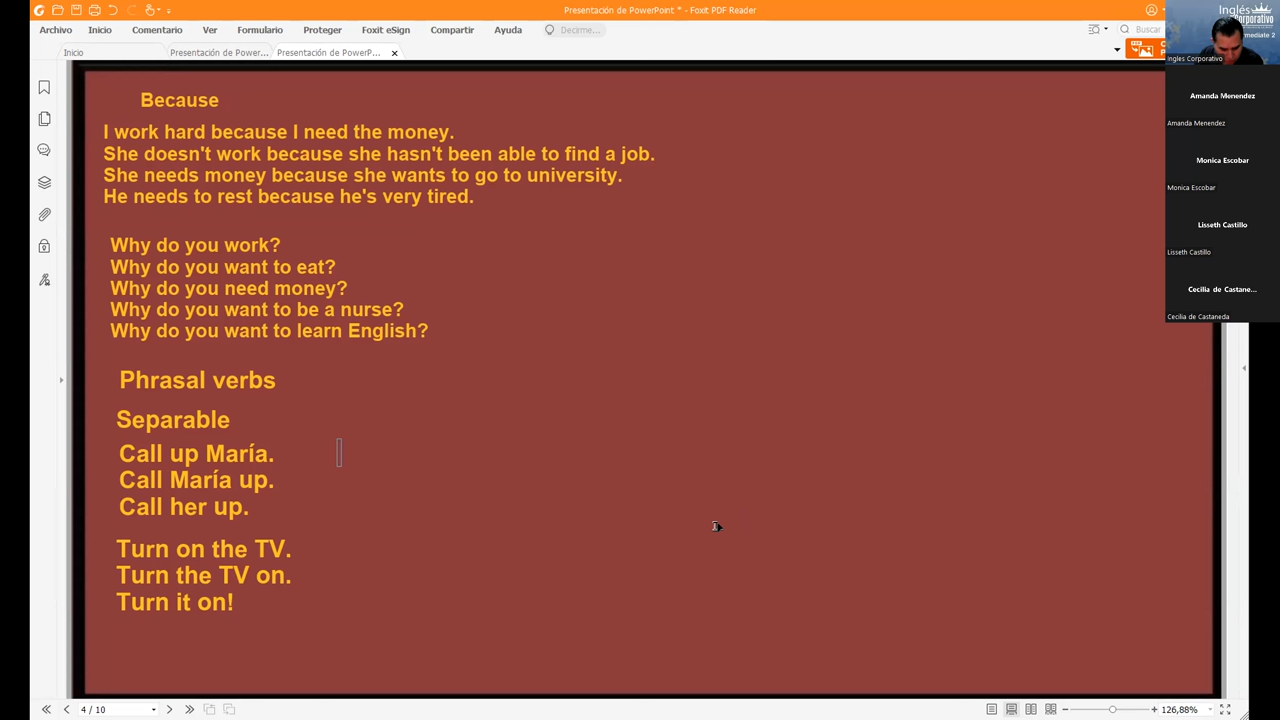 Presentación de PowerPoint * - Foxit PDF Reader
Archivo Inicio Comentario Ver Formulario Proteger Foxit eSign Compartir Ayuda Decirme... Buscar
Inicio Presentación de Power... Presentación de PowerP...
Inglés
Corporativo
Ingles Corporativo
Amanda Menendez
Amanda Menendez
Monica Escobar
Monica Escobar
Lisseth Castillo
Lisseth Castillo
Cecilia de Castane...
Cecilia de Castaneda
Because
I work hard because I need the money.
She doesn't work because she hasn't been able to find a job.
She needs money because she wants to go to university.
He needs to rest because he's very tired.
Why do you work?
Why do you want to eat?
Why do you need money?
Why do you want to be a nurse?
Why do you want to learn English?
Phrasal verbs
Separable
Call up María.
Call María up.
Call her up.
Turn on the TV.
Turn the TV on.
Turn it on!
4 / 10 126,88%